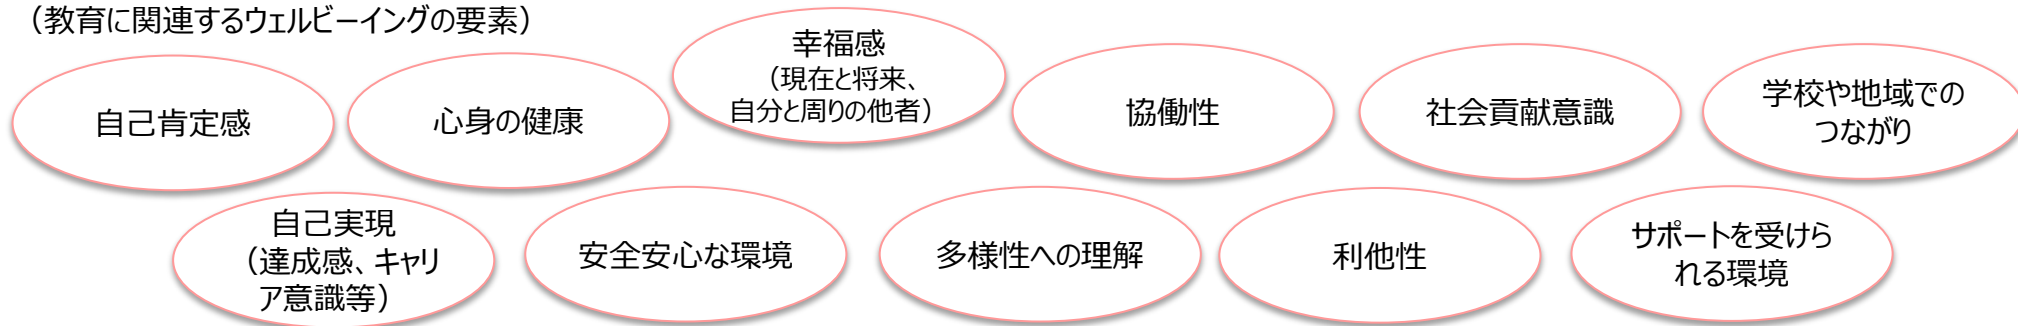 （教育に関連するウェルビーイングの要素）
自己肯定感
心身の健康
幸福感
（現在と将来、
自分と周りの他者）
協働性
社会貢献意識
学校や地域での
つながり
自己実現
（達成感、キャリ
ア意識等）
安全安心な環境
多様性への理解
利他性
サポートを受けら
れる環境